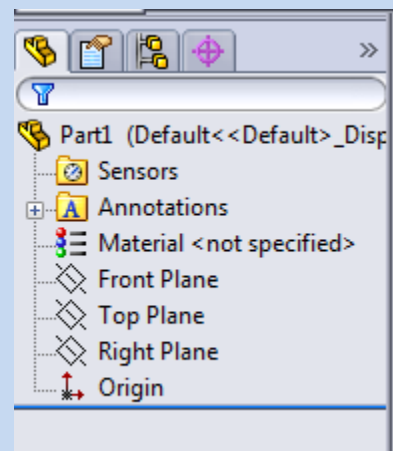 »
Part1 (Default<<Default>_Disp
Sensors
A Annotations
Material <not specified>
Front Plane
Top Plane
Right Plane
Origin